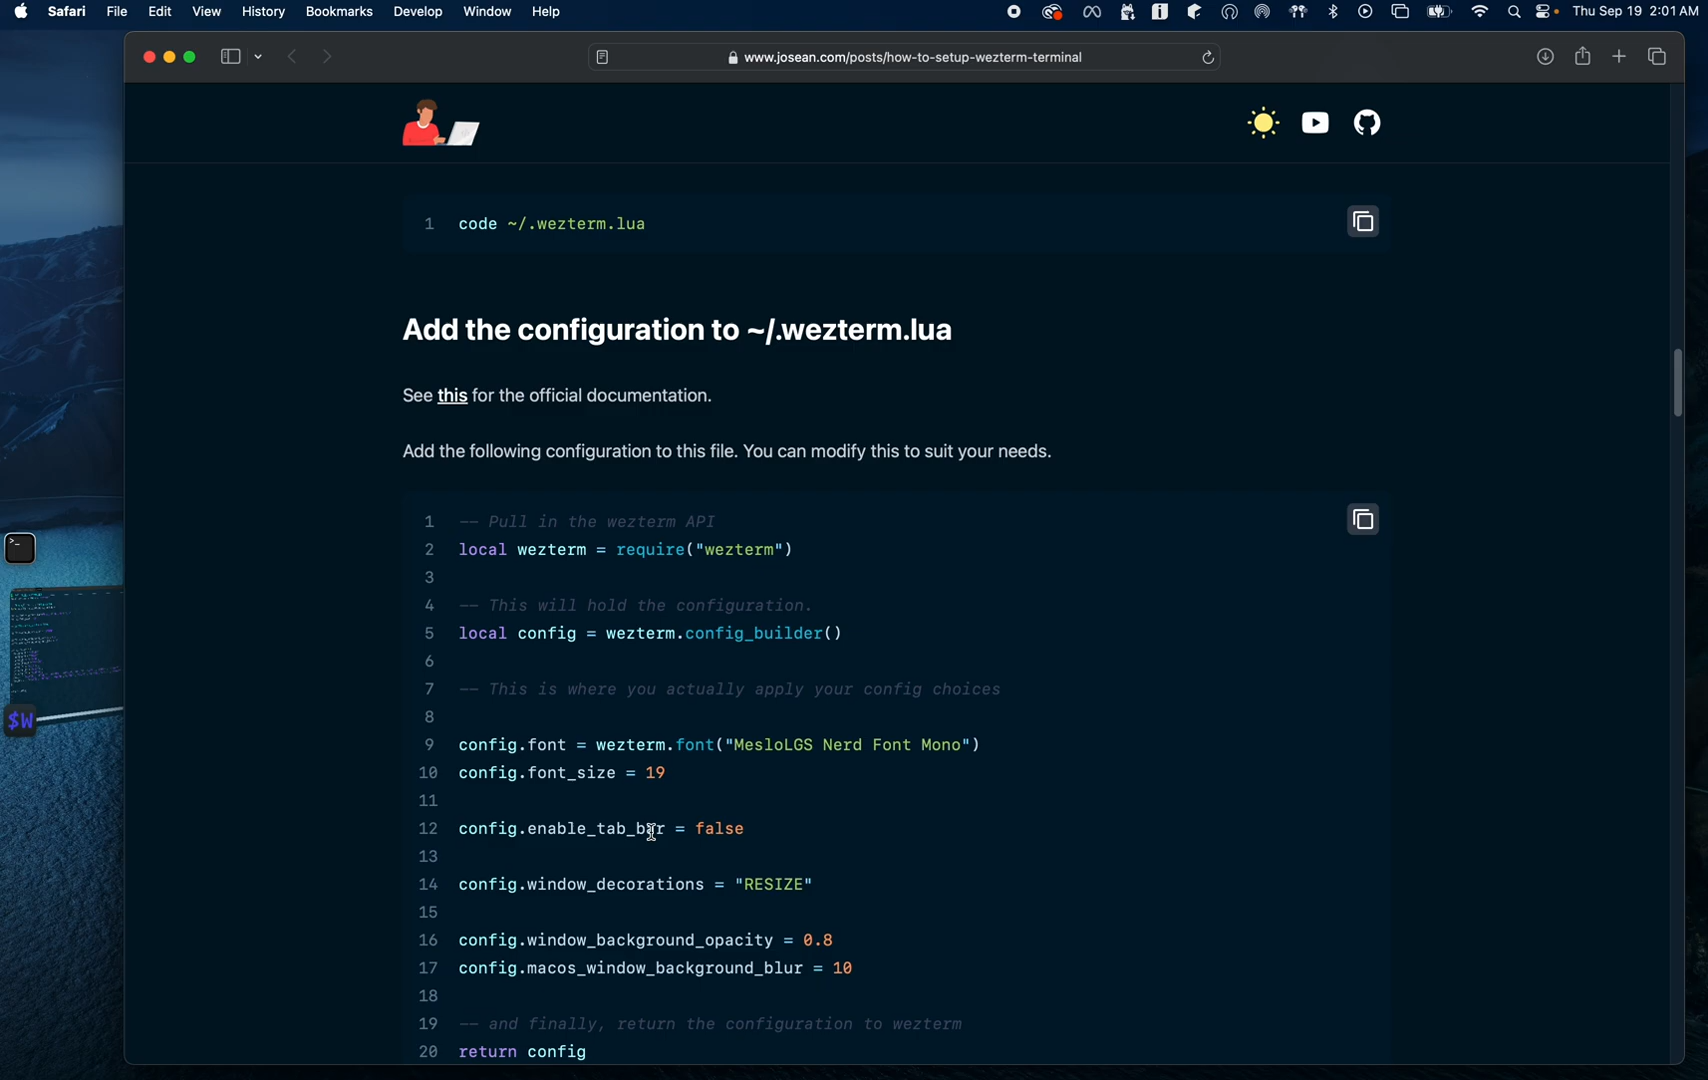 Safari File Edit View History Bookmarks Develop Window Help Thu Sep 19 2:01 AM
www.josean.com/posts/how-to-setup-wezterm-terminal
1 code ~/.wezterm.lua
Add the configuration to ~/.wezterm.lua
See this for the official documentation.
Add the following configuration to this file. You can modify this to suit your needs.
1 -- Pull in the wezterm API
2 local wezterm = require("wezterm")
3
4 -- This will hold the configuration.
5 local config = wezterm.config_builder()
6
7 -- This is where you actually apply your config choices
8
9 config.font = wezterm.font("MesloLGS Nerd Font Mono")
10 config.font_size = 19
11
12 config.enable_tab_bar = false
13
14 config.window_decorations = "RESIZE"
15
16 config.window_background_opacity = 0.8
17 config.macos_window_background_blur = 10
18
19 -- and finally, return the configuration to wezterm
20 return config
$W